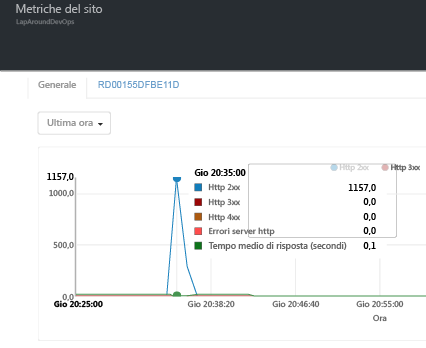 Metriche del sito
LapAroundDevOps
Generale RD00155DFBE11D
Ultima ora
Http 2xx Http 3xx
1157,0 Gio 20:35:00
1000,0 Http 2xx 1157,0
Http 3xx 0,0
Http 4xx 0,0
Errori server http 0,0
500,0 Tempo medio di risposta (secondi) 0,1
0,0
Gio 20:25:00 Gio 20:38:20 Gio 20:46:40 Gio 20:55:00
Ora